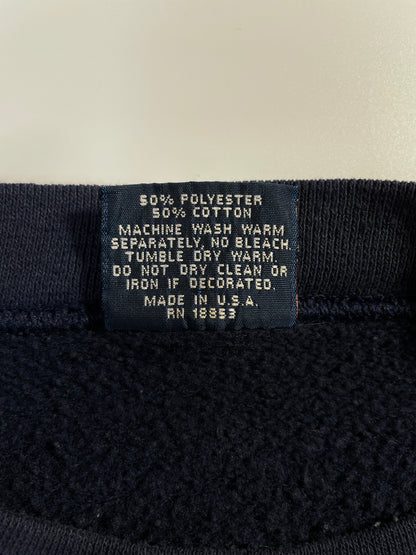 50% POLYESTER
50% COTTON
MACHINE WASH WARM
SEPARATELY, NO BLEACH.
TUMBLE DRY WARM.
DO NOT DRY CLEAN OR
IRON IF DECORATED.
MADE IN U.S.A.
RN 18853